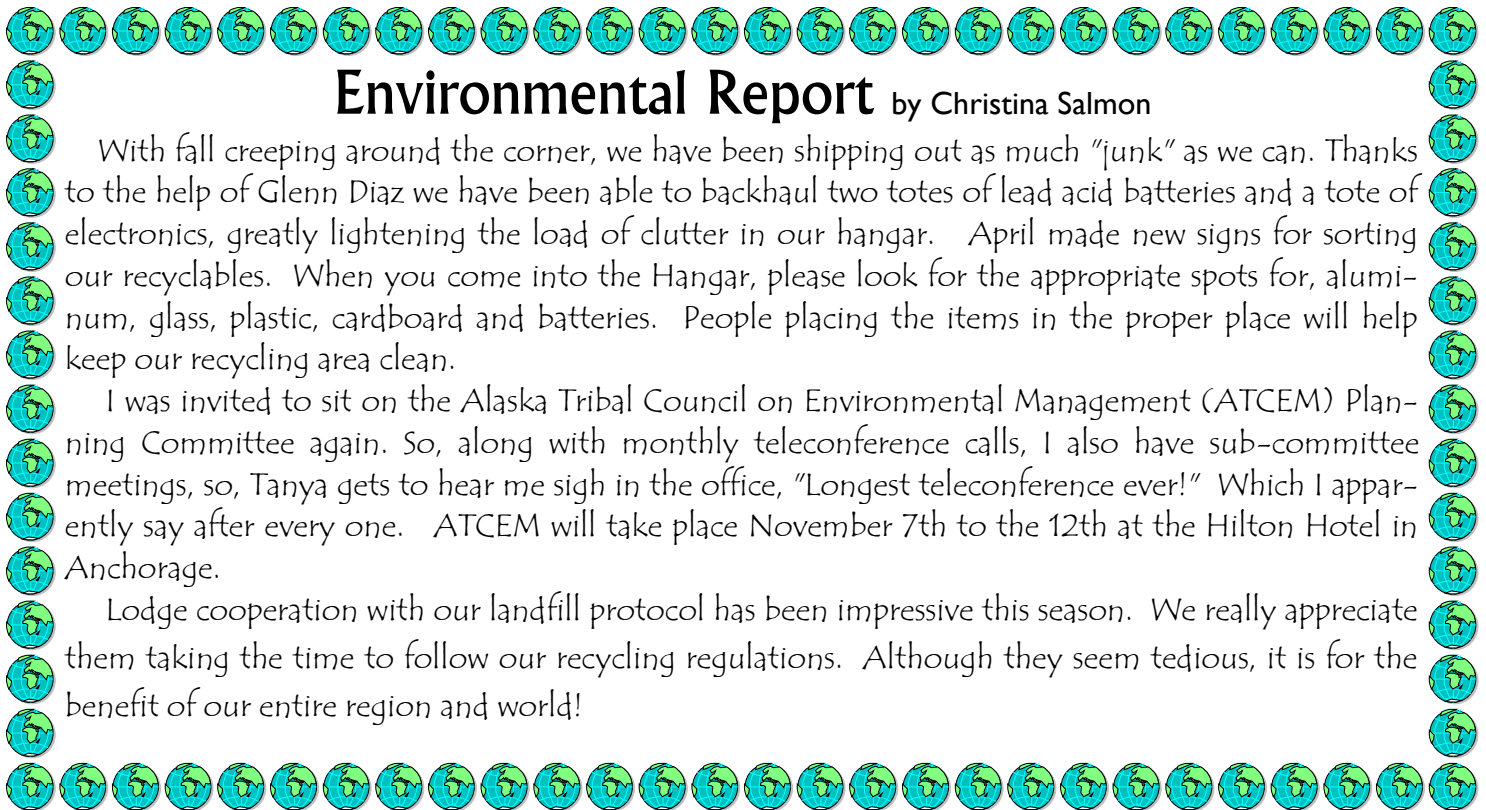 Environmental Report by Christina Salmon
With fall creeping around the corner, we have been shipping out as much "junk" as we can. Thanks
to the help of Glenn Diaz we have been able to backhaul two totes of lead acid batteries and a tote of
electronics, greatly lightening the load of clutter in our hangar. April made new signs for sorting
our recyclables. When you come into the Hangar, please look for the appropriate spots for, alumi-
num, glass, plastic, cardboard and batteries. People placing the items in the proper place will help
keep our recycling area clean.
I was invited to sit on the Alaska Tribal Council on Environmental Management (ATCEM) Plan-
ning Committee again. So, along with monthly teleconference calls, I also have sub-committee
meetings, so, Tanya gets to hear me sigh in the office, "Longest teleconference ever!" Which I appar-
ently say after every one. ATCEM will take place November 7th to the 12th at the Hilton Hotel in
Anchorage.
Lodge cooperation with our landfill protocol has been impressive this season. We really appreciate
them taking the time to follow our recycling regulations. Although they seem tedious, it is for the
benefit of our entire region and world!